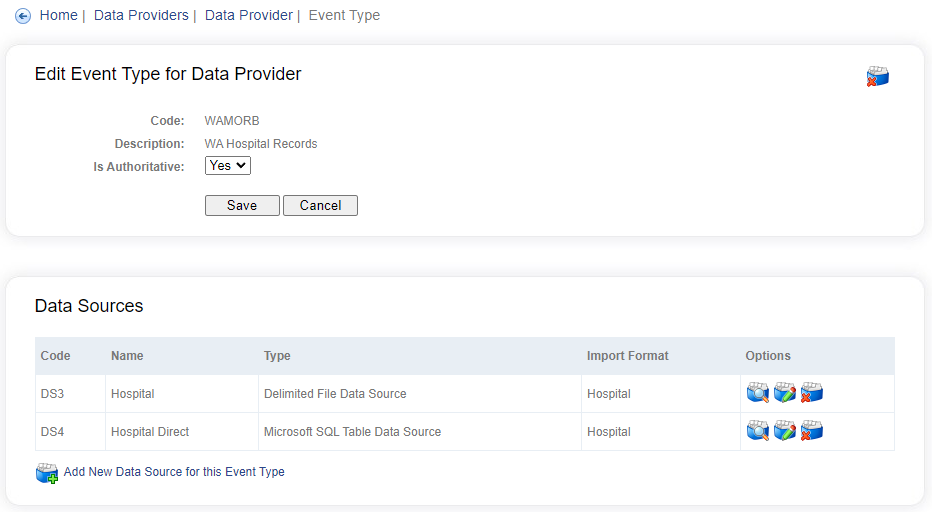 Home | Data Providers | Data Provider | Event Type
Edit Event Type for Data Provider
Code: WAMORB
Description: WA Hospital Records
Is Authoritative: Yes
Save Cancel
Data Sources
Code Name Type Import Format Options
DS3 Hospital Delimited File Data Source Hospital
DS4 Hospital Direct Microsoft SQL Table Data Source Hospital
Add New Data Source for this Event Type